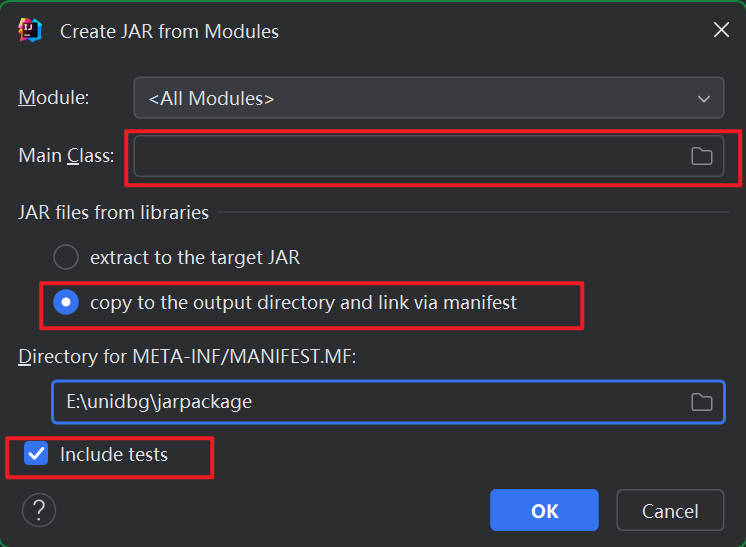 Create JAR from Modules
Module: <All Modules>
Main Class:
JAR files from libraries
extract to the target JAR
copy to the output directory and link via manifest
Directory for META-INF/MANIFEST.MF:
E:\unidbg\jarpackage
Include tests
? OK Cancel